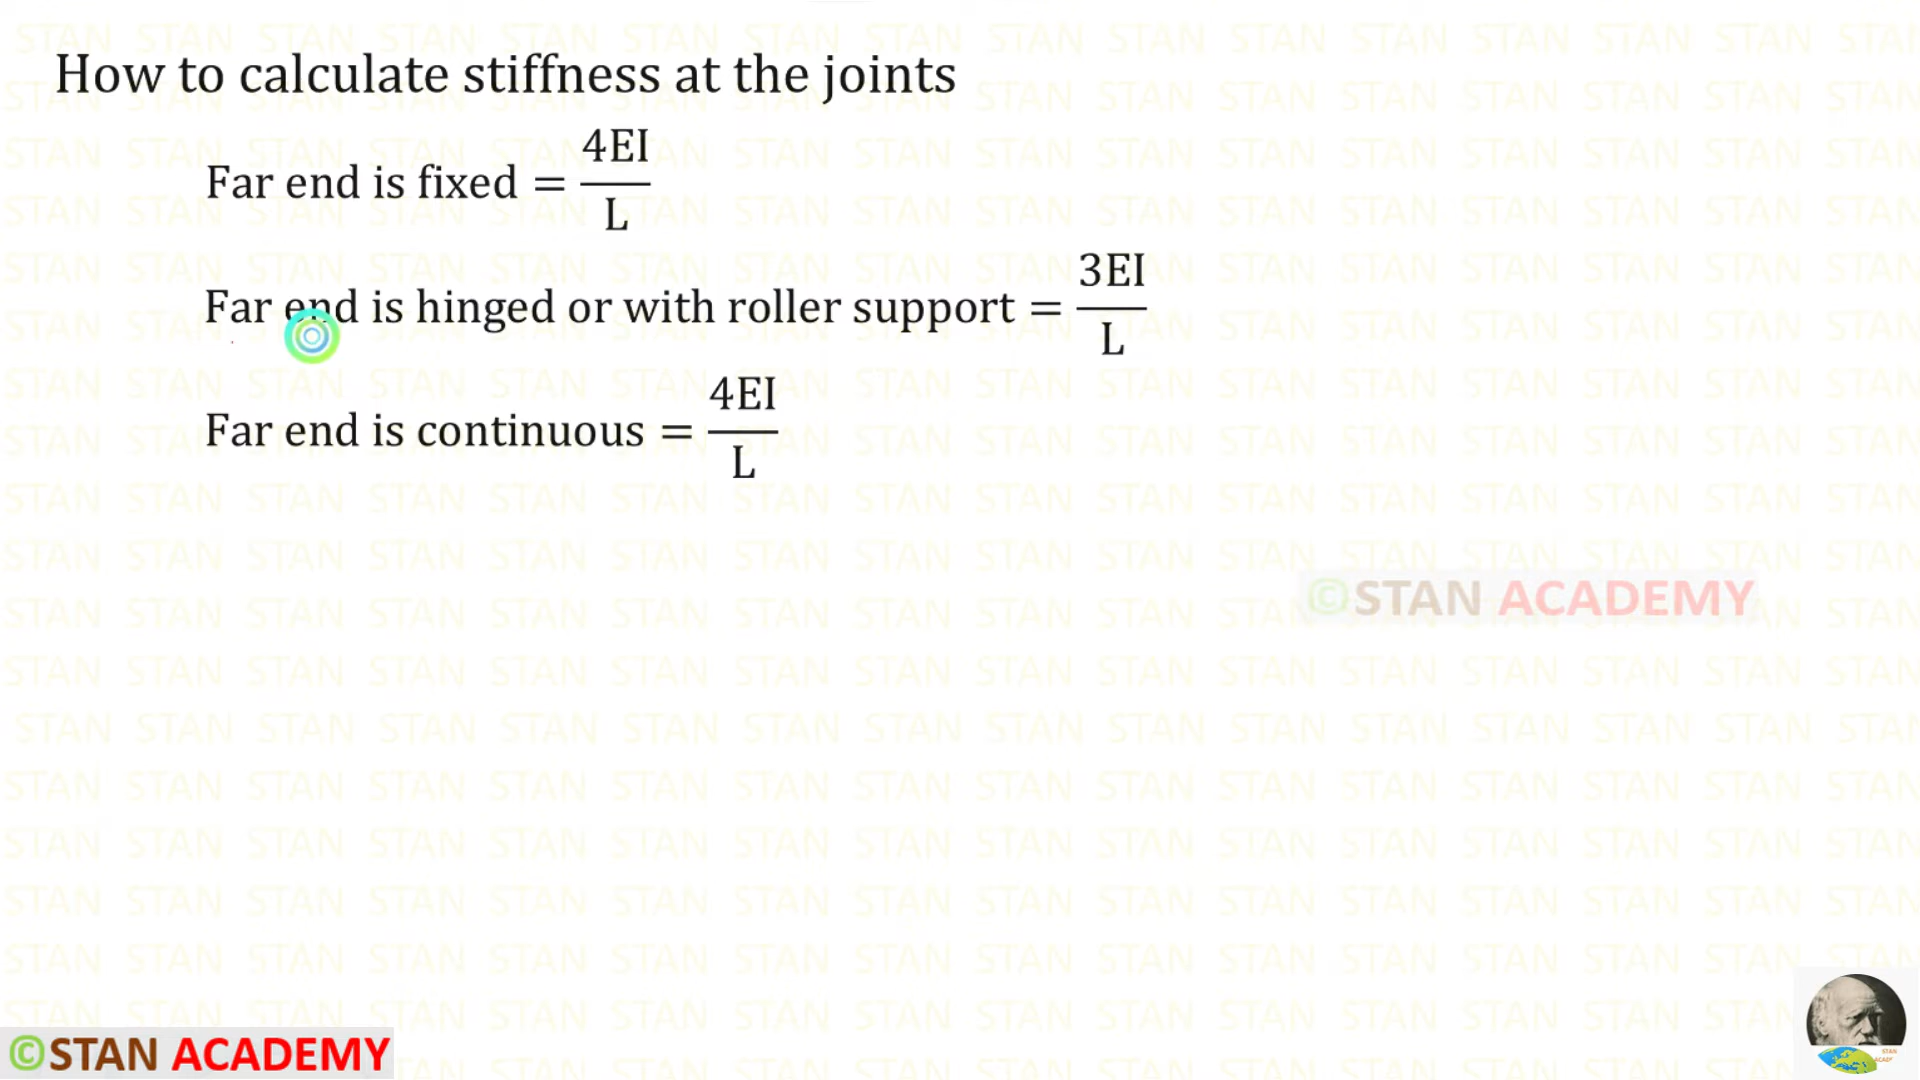 How to calculate stiffness at the joints
Far end is fixed = 4EI/L
Far end is hinged or with roller support = 3EI/L
Far end is continuous = 4EI/L
©STAN ACADEMY
©STAN ACADEMY